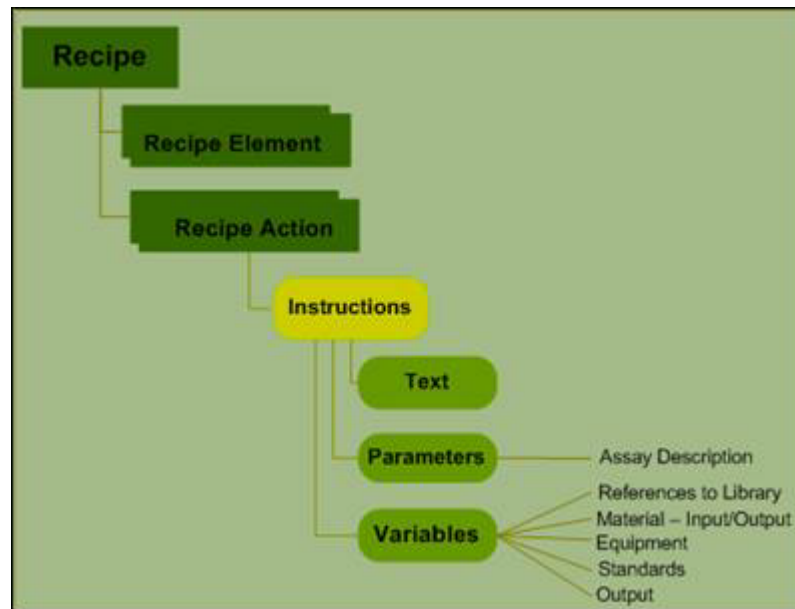 Recipe
Recipe Element
Recipe Action
Instructions
Text
Parameters
Assay Description
References to Library
Material – Input/Output
Equipment
Variables
Standards
Output